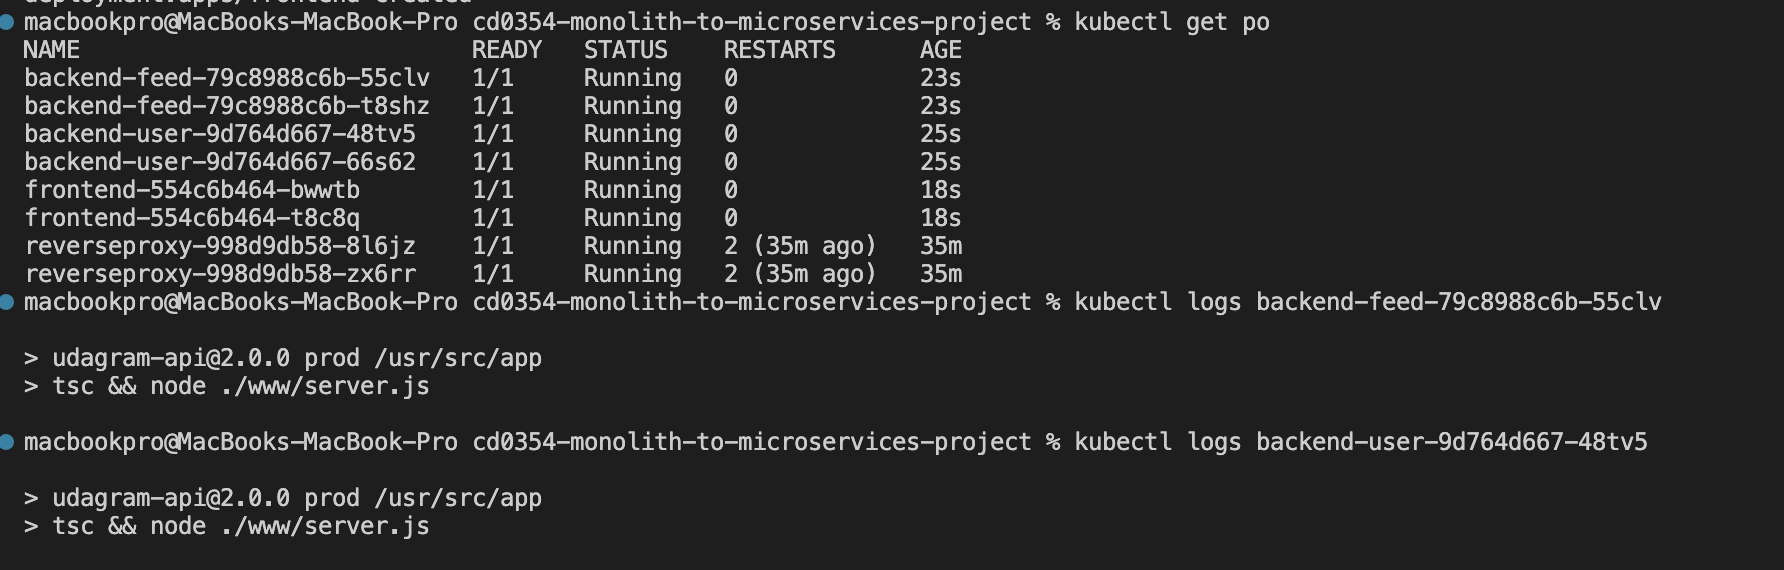 deployment.apps/frontend created
macbookpro@MacBooks-MacBook-Pro cd0354-monolith-to-microservices-project % kubectl get po
NAME READY STATUS RESTARTS AGE
backend-feed-79c8988c6b-55clv 1/1 Running 0 23s
backend-feed-79c8988c6b-t8shz 1/1 Running 0 23s
backend-user-9d764d667-48tv5 1/1 Running 0 25s
backend-user-9d764d667-66s62 1/1 Running 0 25s
frontend-554c6b464-bwwtb 1/1 Running 0 18s
frontend-554c6b464-t8c8q 1/1 Running 0 18s
reverseproxy-998d9db58-8l6jz 1/1 Running 2 (35m ago) 35m
reverseproxy-998d9db58-zx6rr 1/1 Running 2 (35m ago) 35m
macbookpro@MacBooks-MacBook-Pro cd0354-monolith-to-microservices-project % kubectl logs backend-feed-79c8988c6b-55clv
> udagram-api@2.0.0 prod /usr/src/app
> tsc && node ./www/server.js
macbookpro@MacBooks-MacBook-Pro cd0354-monolith-to-microservices-project % kubectl logs backend-user-9d764d667-48tv5
> udagram-api@2.0.0 prod /usr/src/app
> tsc && node ./www/server.js